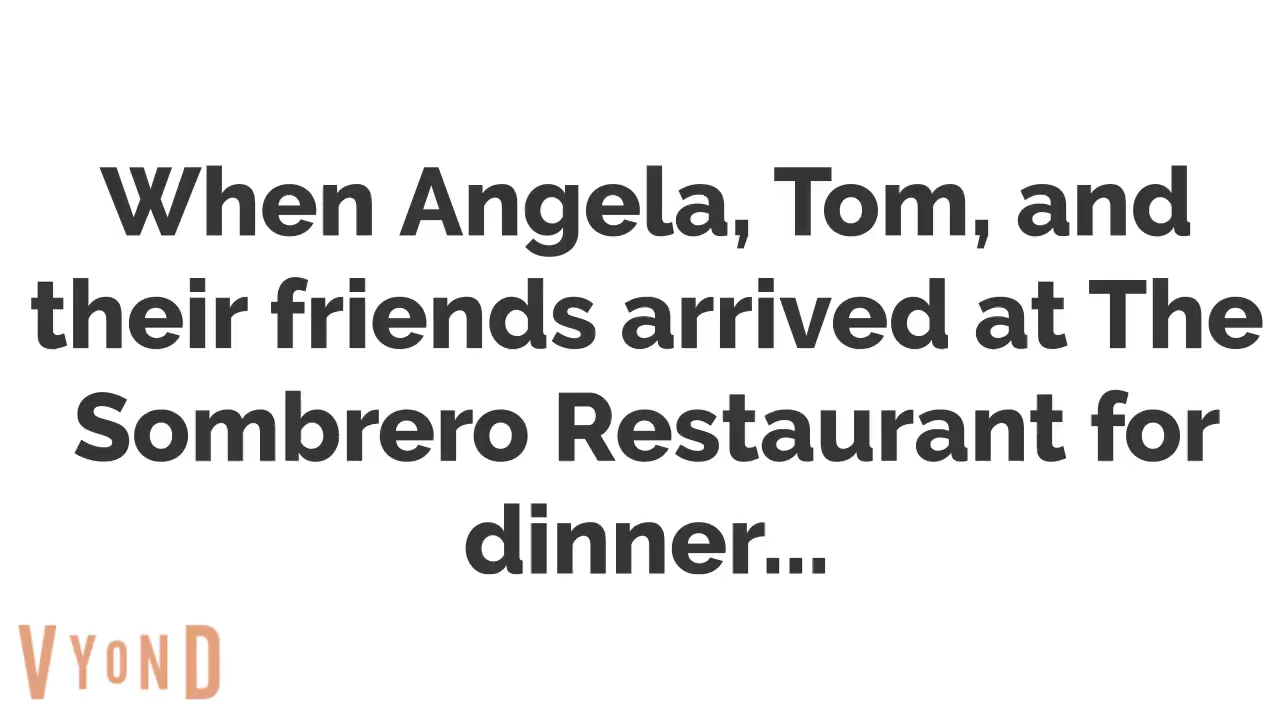 When Angela, Tom, and
their friends arrived at The
Sombrero Restaurant for
dinner...
VYOND